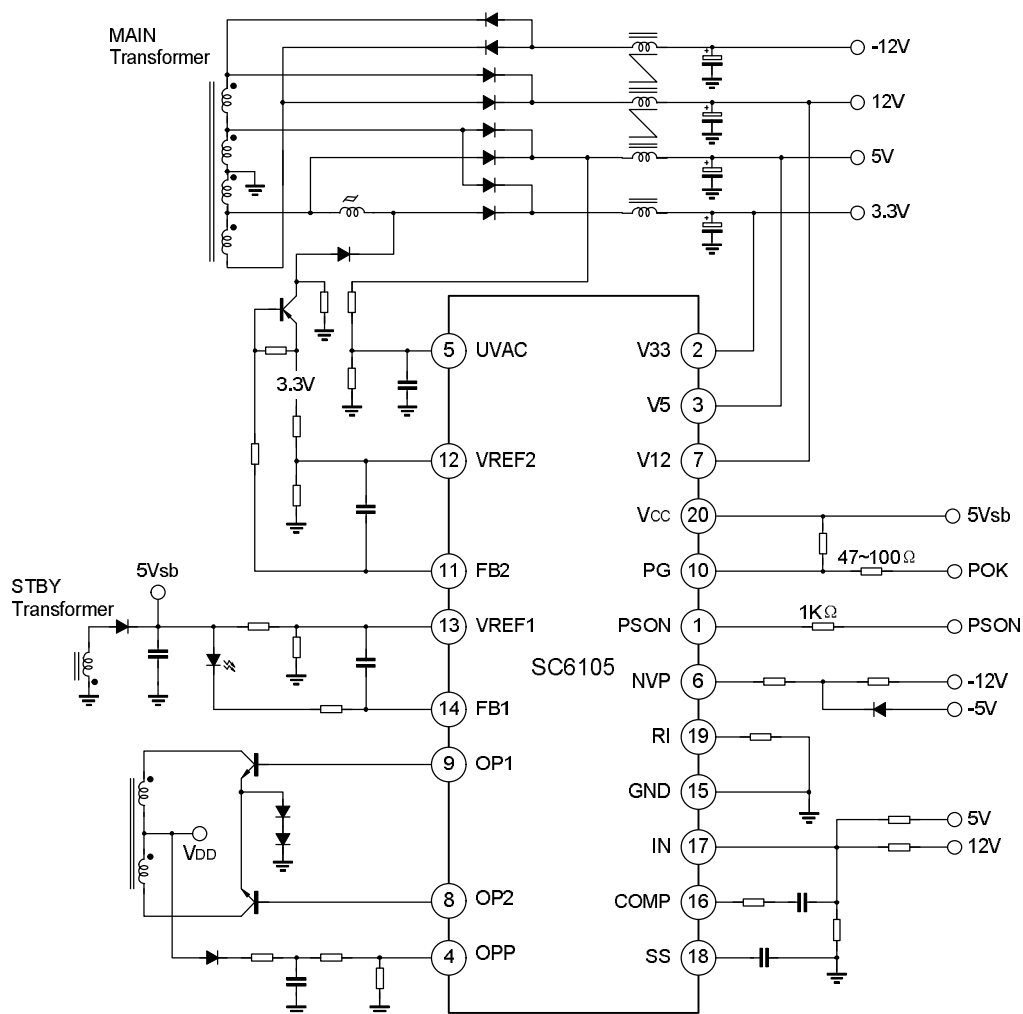 MAIN
Transformer
-12V
12V
5V
3.3V
5 UVAC
V33 2
3.3V
V5 3
12 VREF2
V12 7
VCC 20
5Vsb
47~100Ω
11 FB2
PG 10
POK
STBY
Transformer
5Vsb
1KΩ
13 VREF1
PSON 1
PSON
SC6105
NVP 6
-12V
14 FB1
-5V
RI 19
9 OP1
GND 15
5V
VDD
IN 17
12V
8 OP2
COMP 16
4 OPP
SS 18